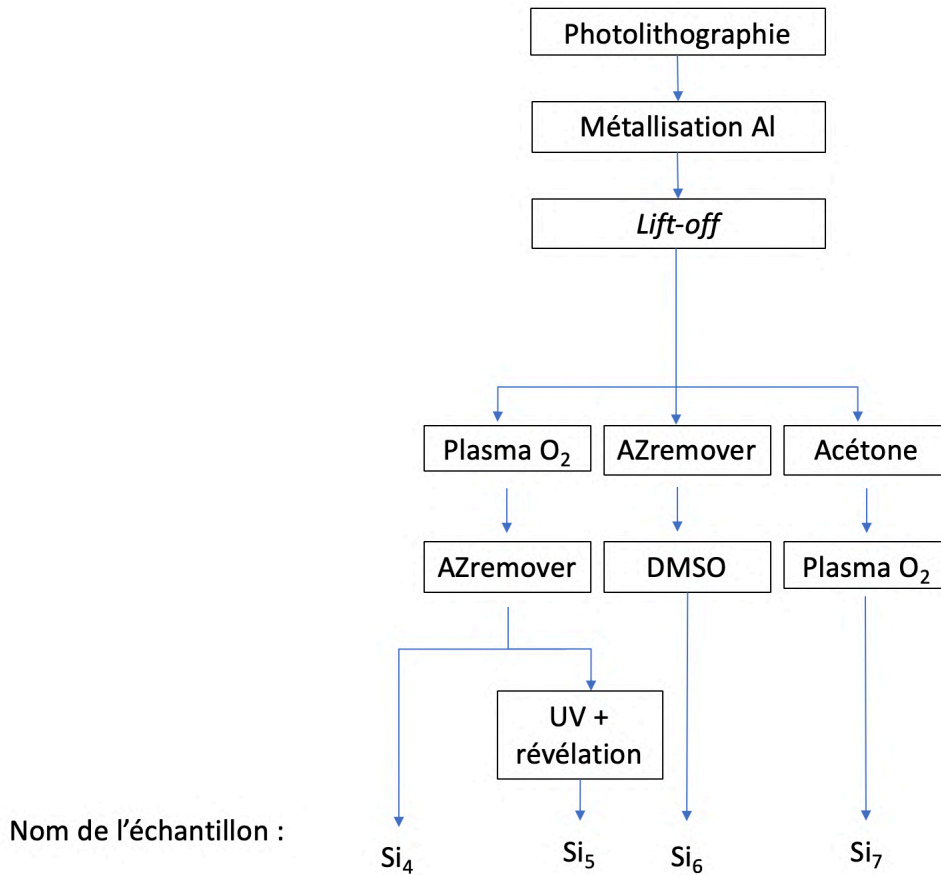 Photolithographie
Métallisation Al
Lift-off
Plasma O₂
AZremover
Acétone
AZremover
DMSO
Plasma O₂
UV +
révélation
Nom de l'échantillon :
Si₄
Si₅
Si₆
Si₇